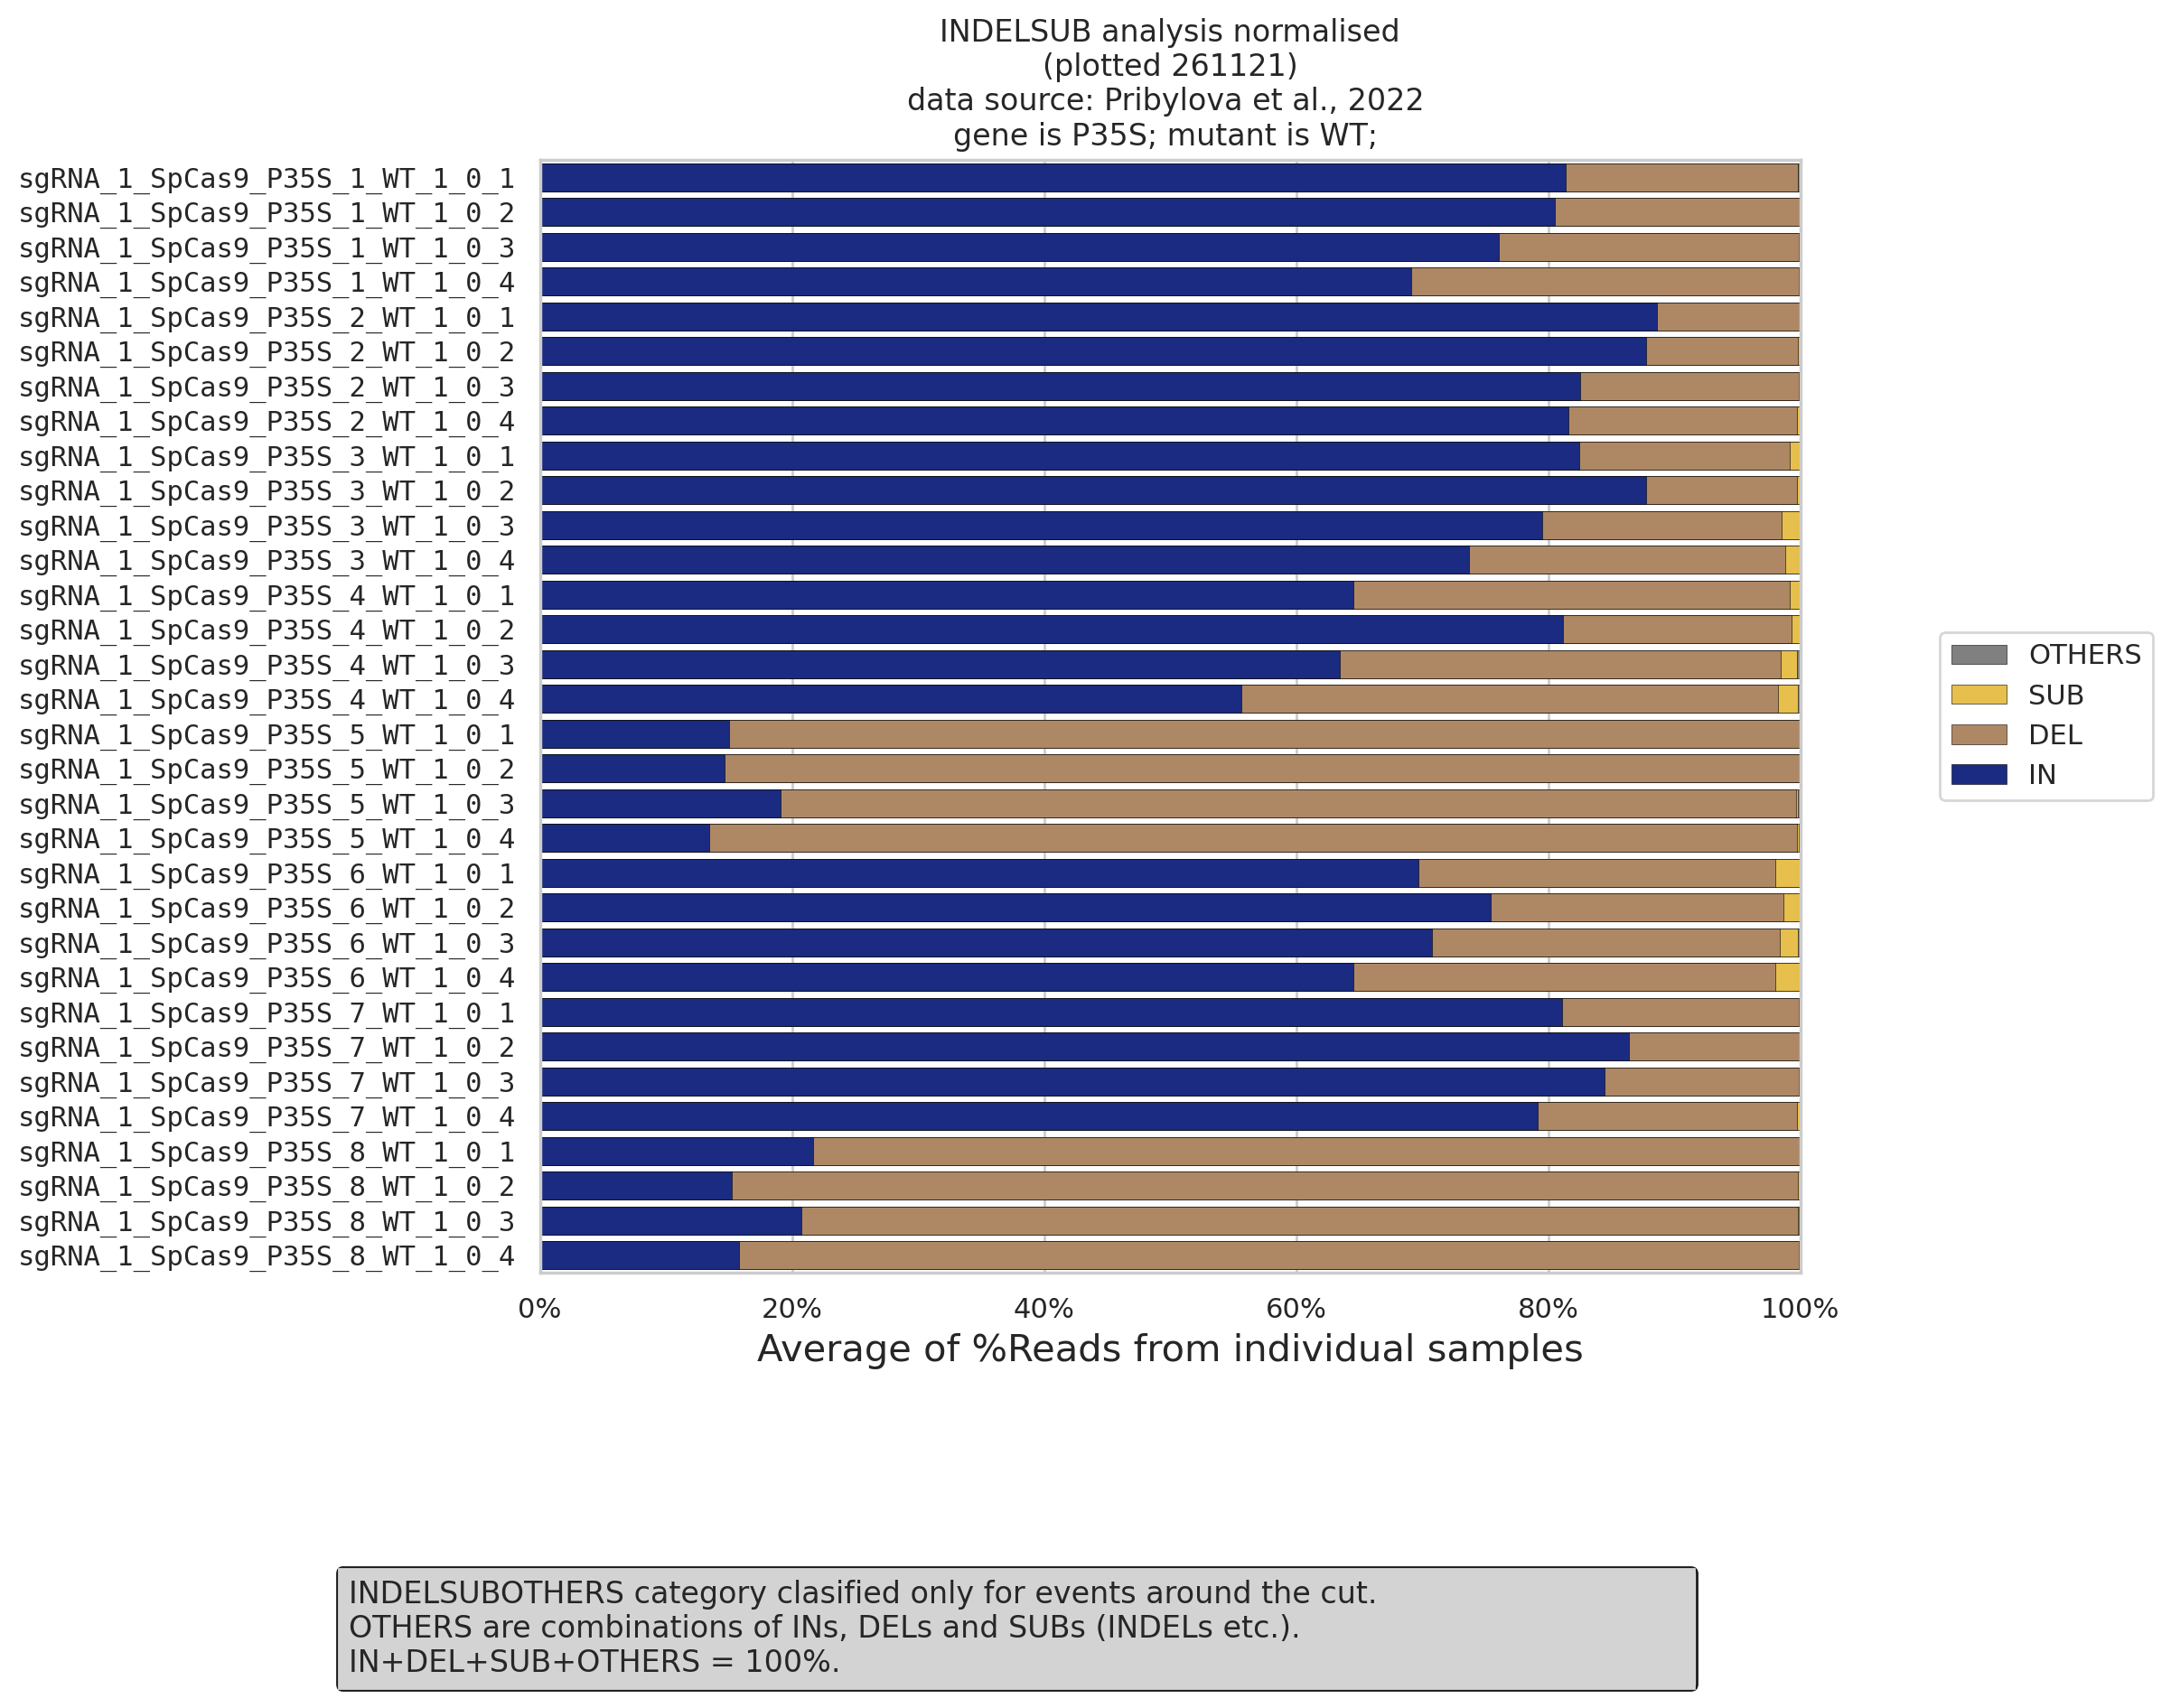 INDELSUB analysis normalised
(plotted 261121)
data source: Pribylova et al., 2022
gene is P35S; mutant is WT;
sgRNA_1_SpCas9_P35S_1_WT_1_0_1
sgRNA_1_SpCas9_P35S_1_WT_1_0_2
sgRNA_1_SpCas9_P35S_1_WT_1_0_3
sgRNA_1_SpCas9_P35S_1_WT_1_0_4
sgRNA_1_SpCas9_P35S_2_WT_1_0_1
sgRNA_1_SpCas9_P35S_2_WT_1_0_2
sgRNA_1_SpCas9_P35S_2_WT_1_0_3
sgRNA_1_SpCas9_P35S_2_WT_1_0_4
sgRNA_1_SpCas9_P35S_3_WT_1_0_1
sgRNA_1_SpCas9_P35S_3_WT_1_0_2
sgRNA_1_SpCas9_P35S_3_WT_1_0_3
sgRNA_1_SpCas9_P35S_3_WT_1_0_4
sgRNA_1_SpCas9_P35S_4_WT_1_0_1
sgRNA_1_SpCas9_P35S_4_WT_1_0_2
sgRNA_1_SpCas9_P35S_4_WT_1_0_3
sgRNA_1_SpCas9_P35S_4_WT_1_0_4
sgRNA_1_SpCas9_P35S_5_WT_1_0_1
sgRNA_1_SpCas9_P35S_5_WT_1_0_2
sgRNA_1_SpCas9_P35S_5_WT_1_0_3
sgRNA_1_SpCas9_P35S_5_WT_1_0_4
sgRNA_1_SpCas9_P35S_6_WT_1_0_1
sgRNA_1_SpCas9_P35S_6_WT_1_0_2
sgRNA_1_SpCas9_P35S_6_WT_1_0_3
sgRNA_1_SpCas9_P35S_6_WT_1_0_4
sgRNA_1_SpCas9_P35S_7_WT_1_0_1
sgRNA_1_SpCas9_P35S_7_WT_1_0_2
sgRNA_1_SpCas9_P35S_7_WT_1_0_3
sgRNA_1_SpCas9_P35S_7_WT_1_0_4
sgRNA_1_SpCas9_P35S_8_WT_1_0_1
sgRNA_1_SpCas9_P35S_8_WT_1_0_2
sgRNA_1_SpCas9_P35S_8_WT_1_0_3
sgRNA_1_SpCas9_P35S_8_WT_1_0_4
0% 20% 40% 60% 80% 100%
Average of %Reads from individual samples
OTHERS
SUB
DEL
IN
INDELSUBOTHERS category clasified only for events around the cut.
OTHERS are combinations of INs, DELs and SUBs (INDELs etc.).
IN+DEL+SUB+OTHERS = 100%.